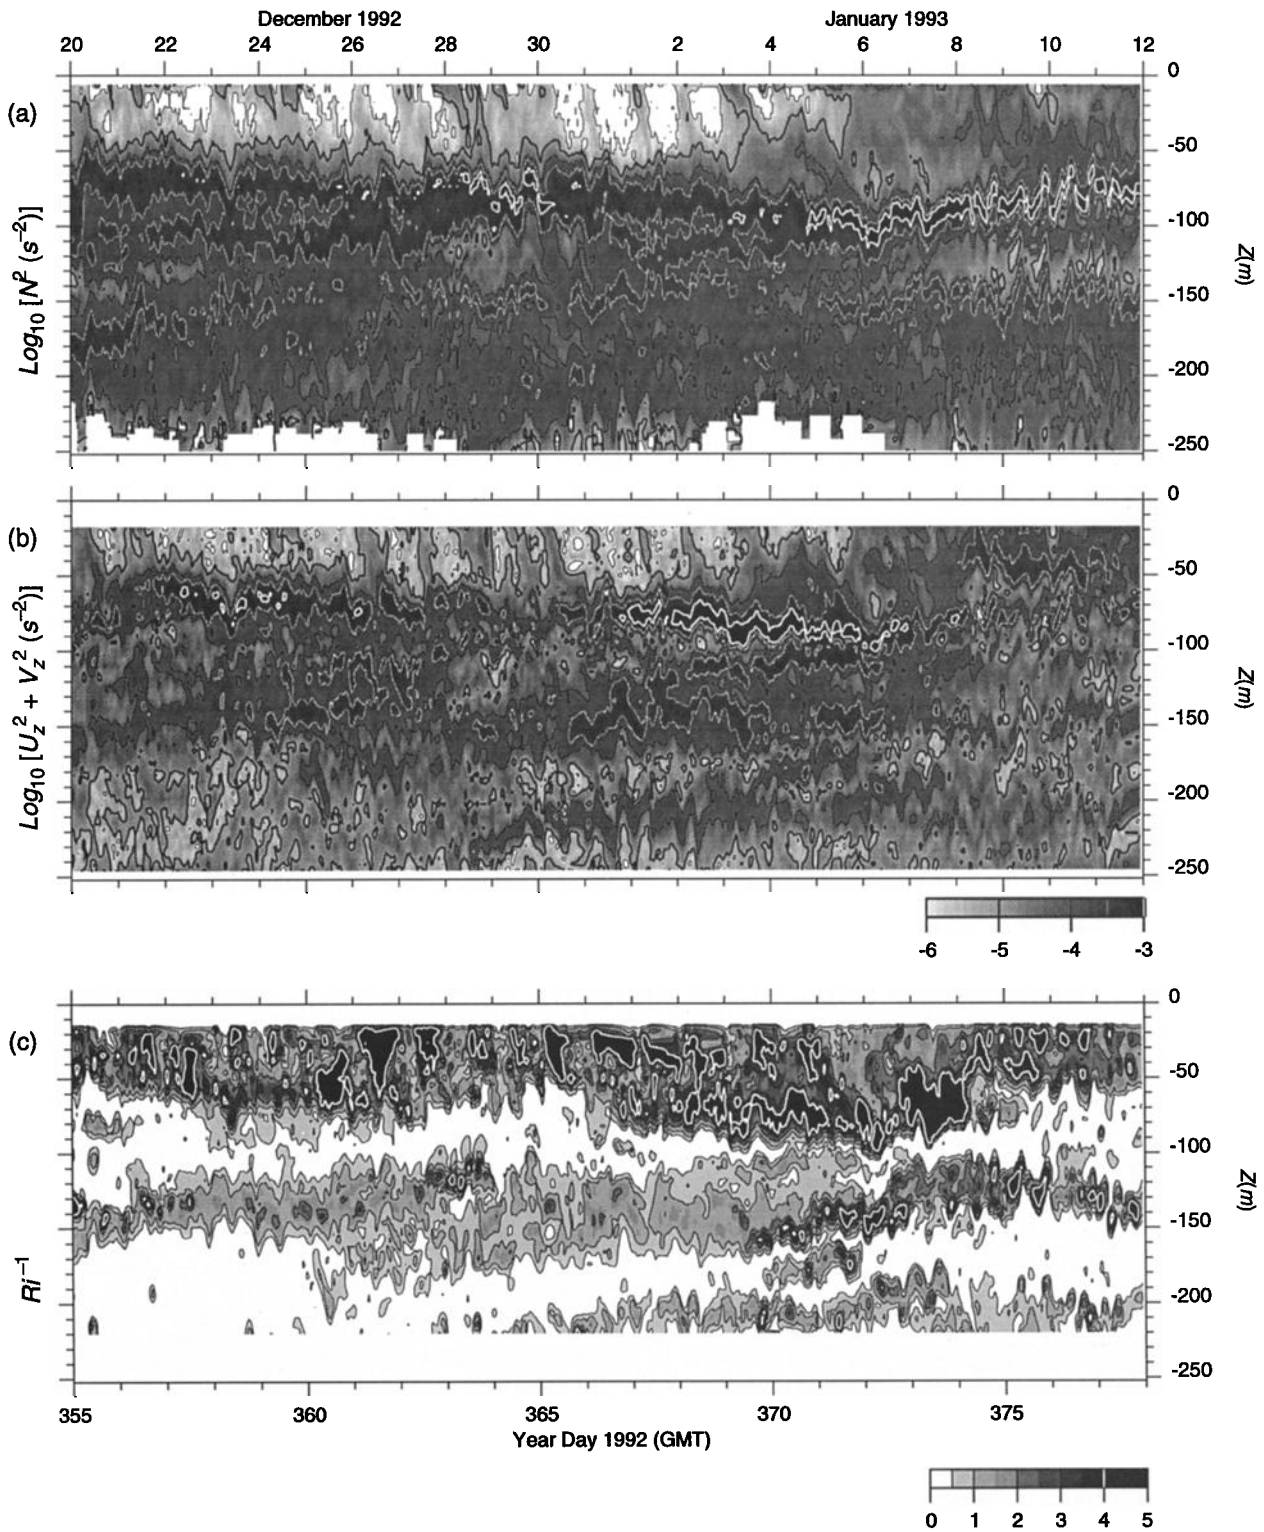 December 1992 January 1993
20 22 24 26 28 30 2 4 6 8 10 12
(a)
Log10 [N² (s⁻²)]
0
-50
-100
-150
-200
-250
Z(m)
(b)
Log10 [Uz² + Vz² (s⁻²)]
0
-50
-100
-150
-200
-250
Z(m)
-6 -5 -4 -3
(c)
Ri⁻¹
0
-50
-100
-150
-200
-250
Z(m)
355 360 365 370 375
Year Day 1992 (GMT)
0 1 2 3 4 5